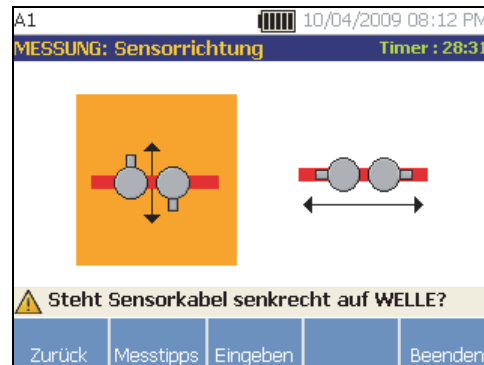 A1 10/04/2009 08:12 PM
MESSUNG: Sensorrichtung Timer : 28:31
Steht Sensorkabel senkrecht auf WELLE?
Zurück Messtipps Eingeben Beenden